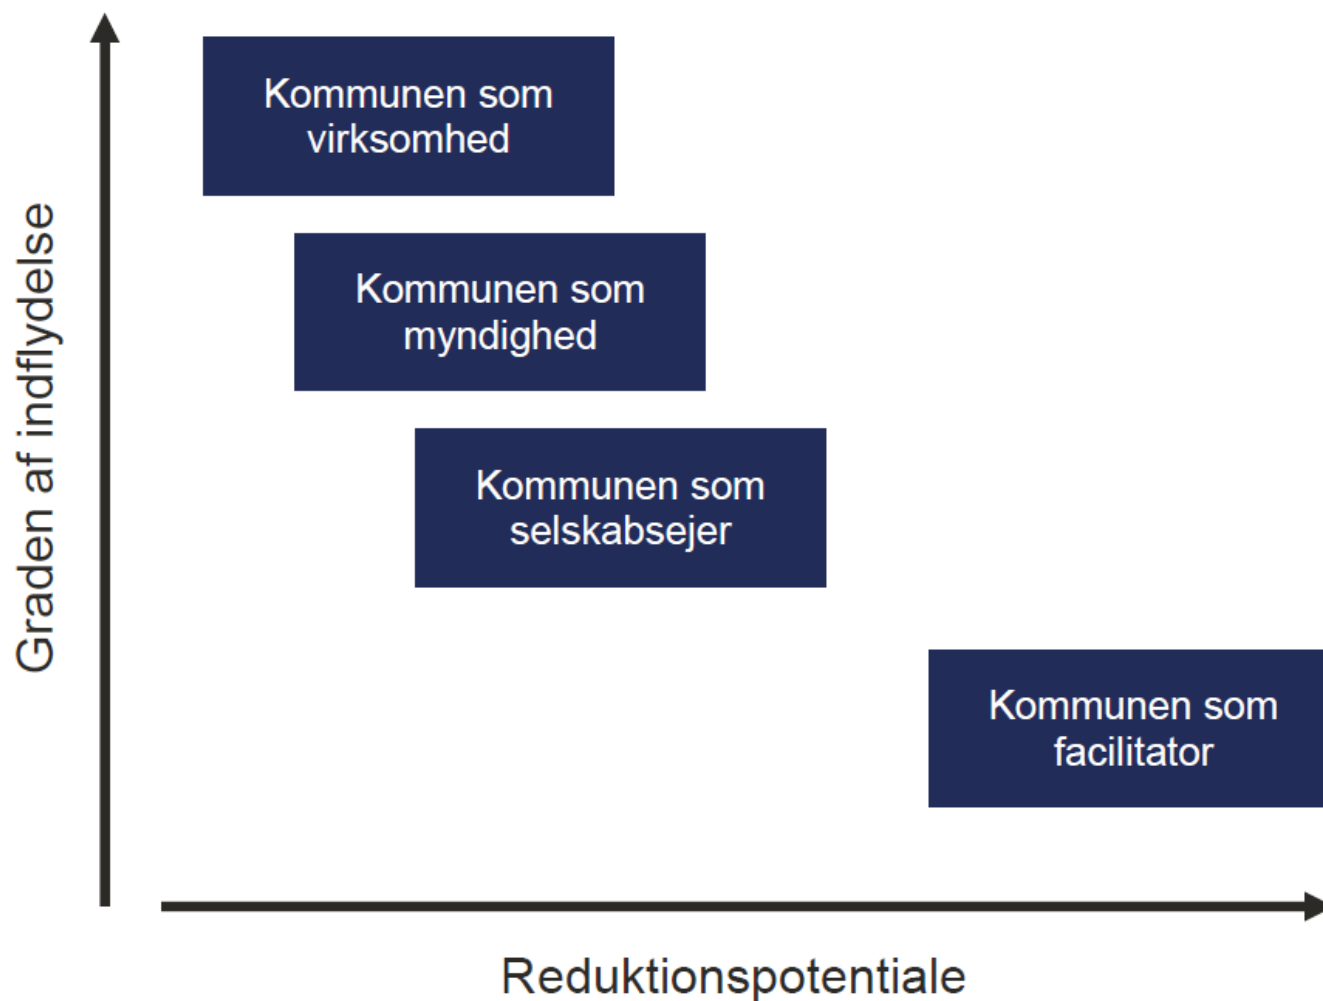 Graden af indflydelse
Kommunen som
virksomhed
Kommunen som
myndighed
Kommunen som
selskabsejer
Kommunen som
facilitator
Reduktionspotentiale